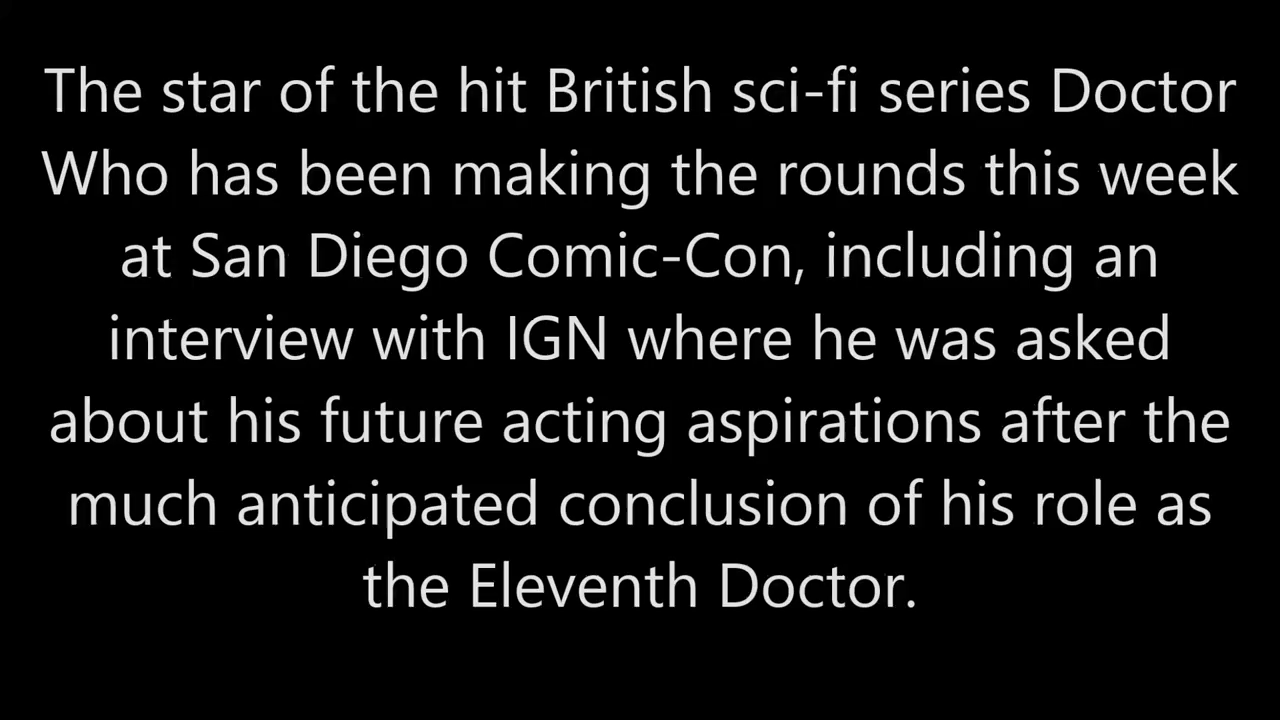 The star of the hit British sci-fi series Doctor
Who has been making the rounds this week
at San Diego Comic-Con, including an
interview with IGN where he was asked
about his future acting aspirations after the
much anticipated conclusion of his role as
the Eleventh Doctor.